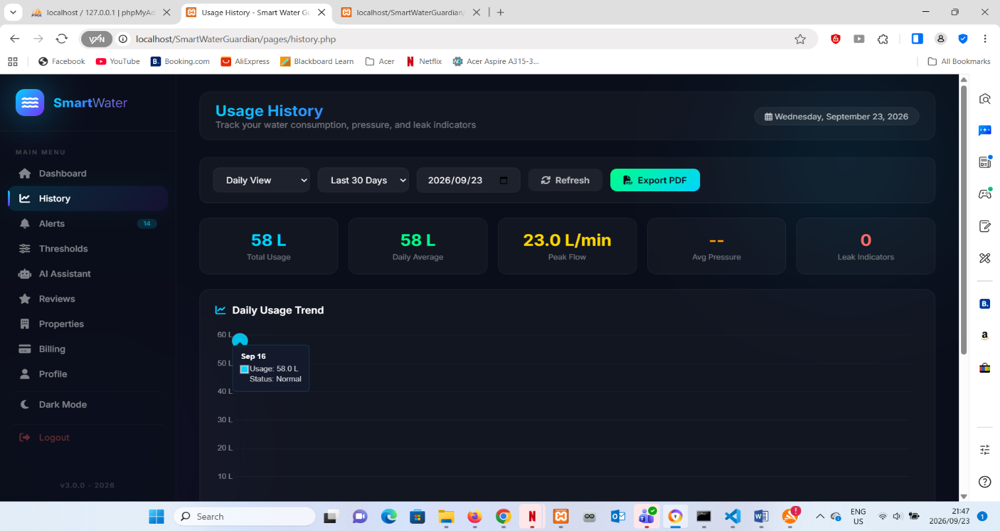 localhost / 127.0.0.1 | phpMyAd
Usage History - Smart Water Gu
localhost/SmartWaterGuardian/
VPN
localhost/SmartWaterGuardian/pages/history.php
Facebook
YouTube
Booking.com
AliExpress
Blackboard Learn
Acer
Netflix
Acer Aspire A315-3...
All Bookmarks
SmartWater
MAIN MENU
Dashboard
History
Alerts
14
Thresholds
AI Assistant
Reviews
Properties
Billing
Profile
Dark Mode
Logout
v3.0.0 - 2026
Usage History
Track your water consumption, pressure, and leak indicators
Wednesday, September 23, 2026
Daily View
Last 30 Days
2026/09/23
Refresh
Export PDF
58 L
Total Usage
58 L
Daily Average
23.0 L/min
Peak Flow
--
Avg Pressure
0
Leak Indicators
Daily Usage Trend
60 L
50 L
40 L
30 L
20 L
10 L
Sep 16
Usage: 58.0 L
Status: Normal
Search
ENG
US
21:47
2026/09/23
1